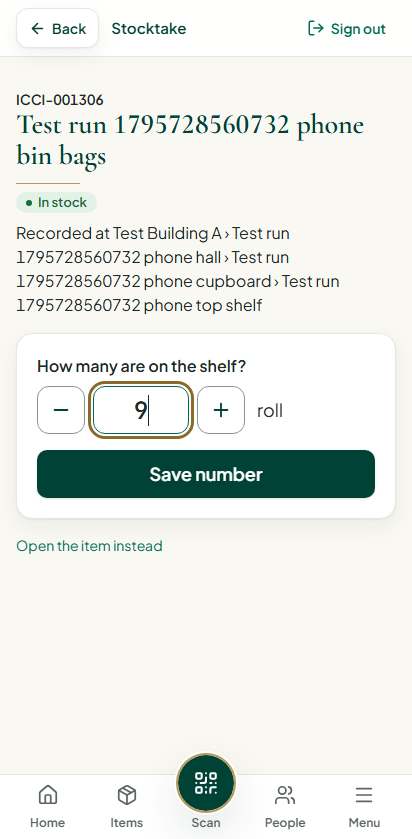 Back
Stocktake
Sign out
ICCI-001306
Test run 1795728560732 phone
bin bags
In stock
Recorded at Test Building A › Test run
1795728560732 phone hall › Test run
1795728560732 phone cupboard › Test run
1795728560732 phone top shelf
How many are on the shelf?
9
roll
Save number
Open the item instead
Home
Items
Scan
People
Menu